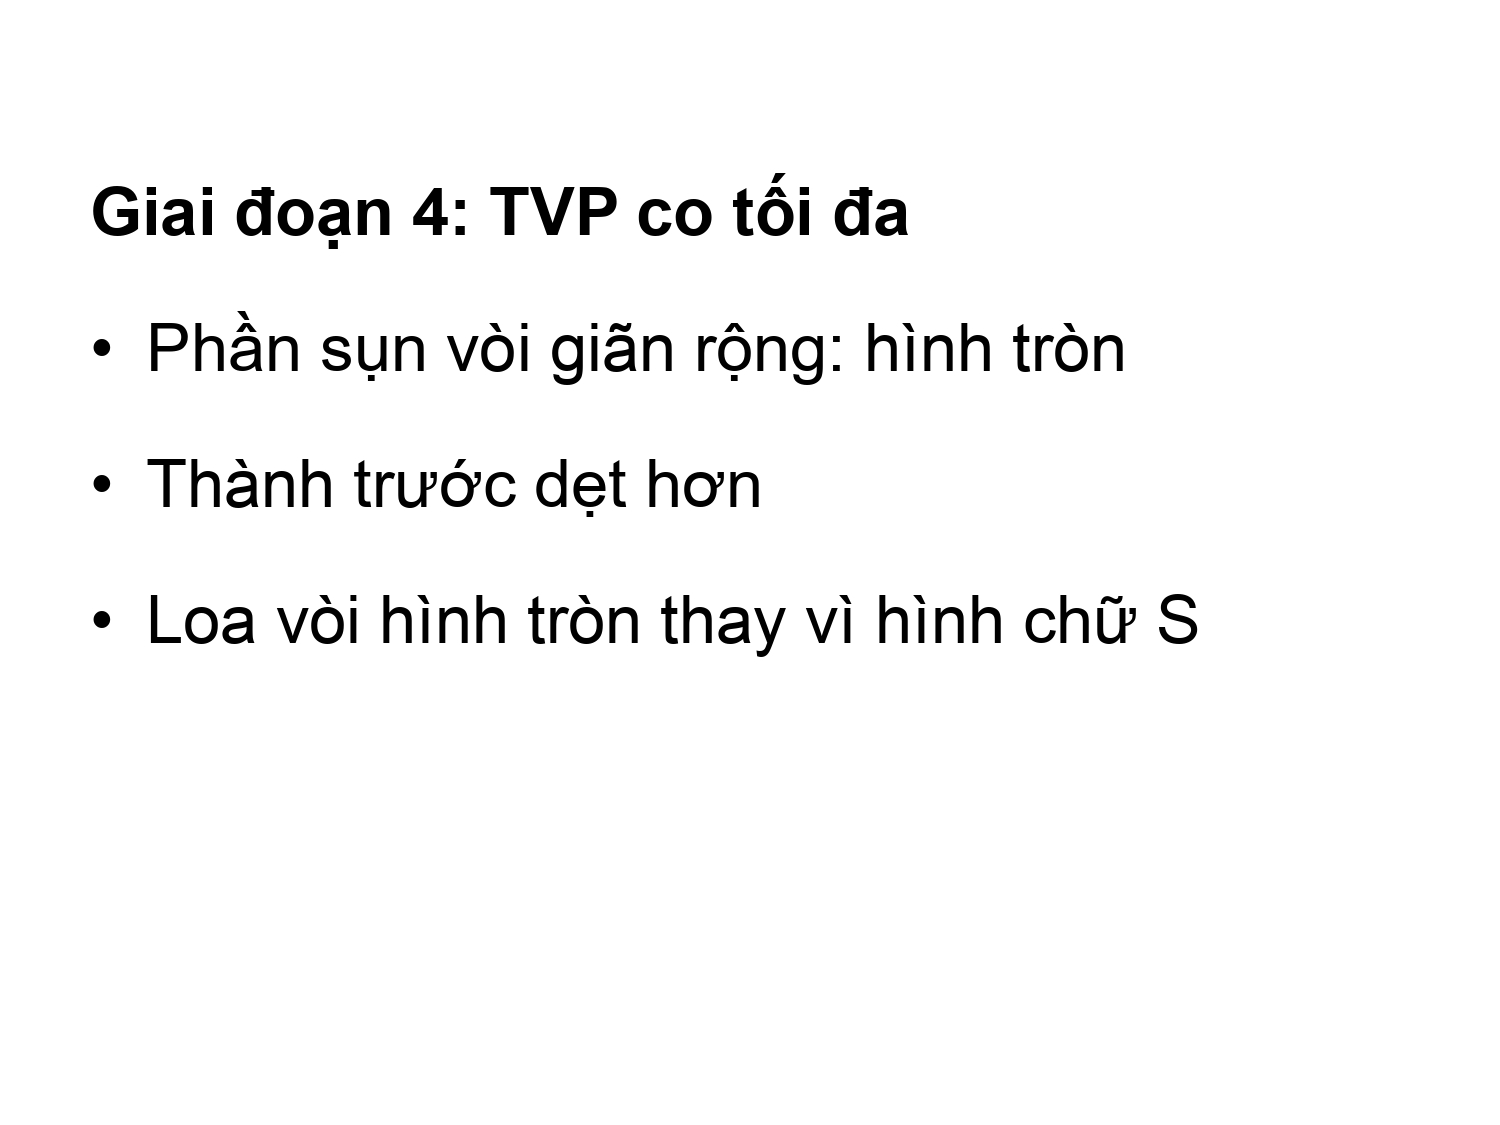 Giai đoạn 4: TVP co tối đa
• Phần sụn vòi giãn rộng: hình tròn
• Thành trước dẹt hơn
• Loa vòi hình tròn thay vì hình chữ S